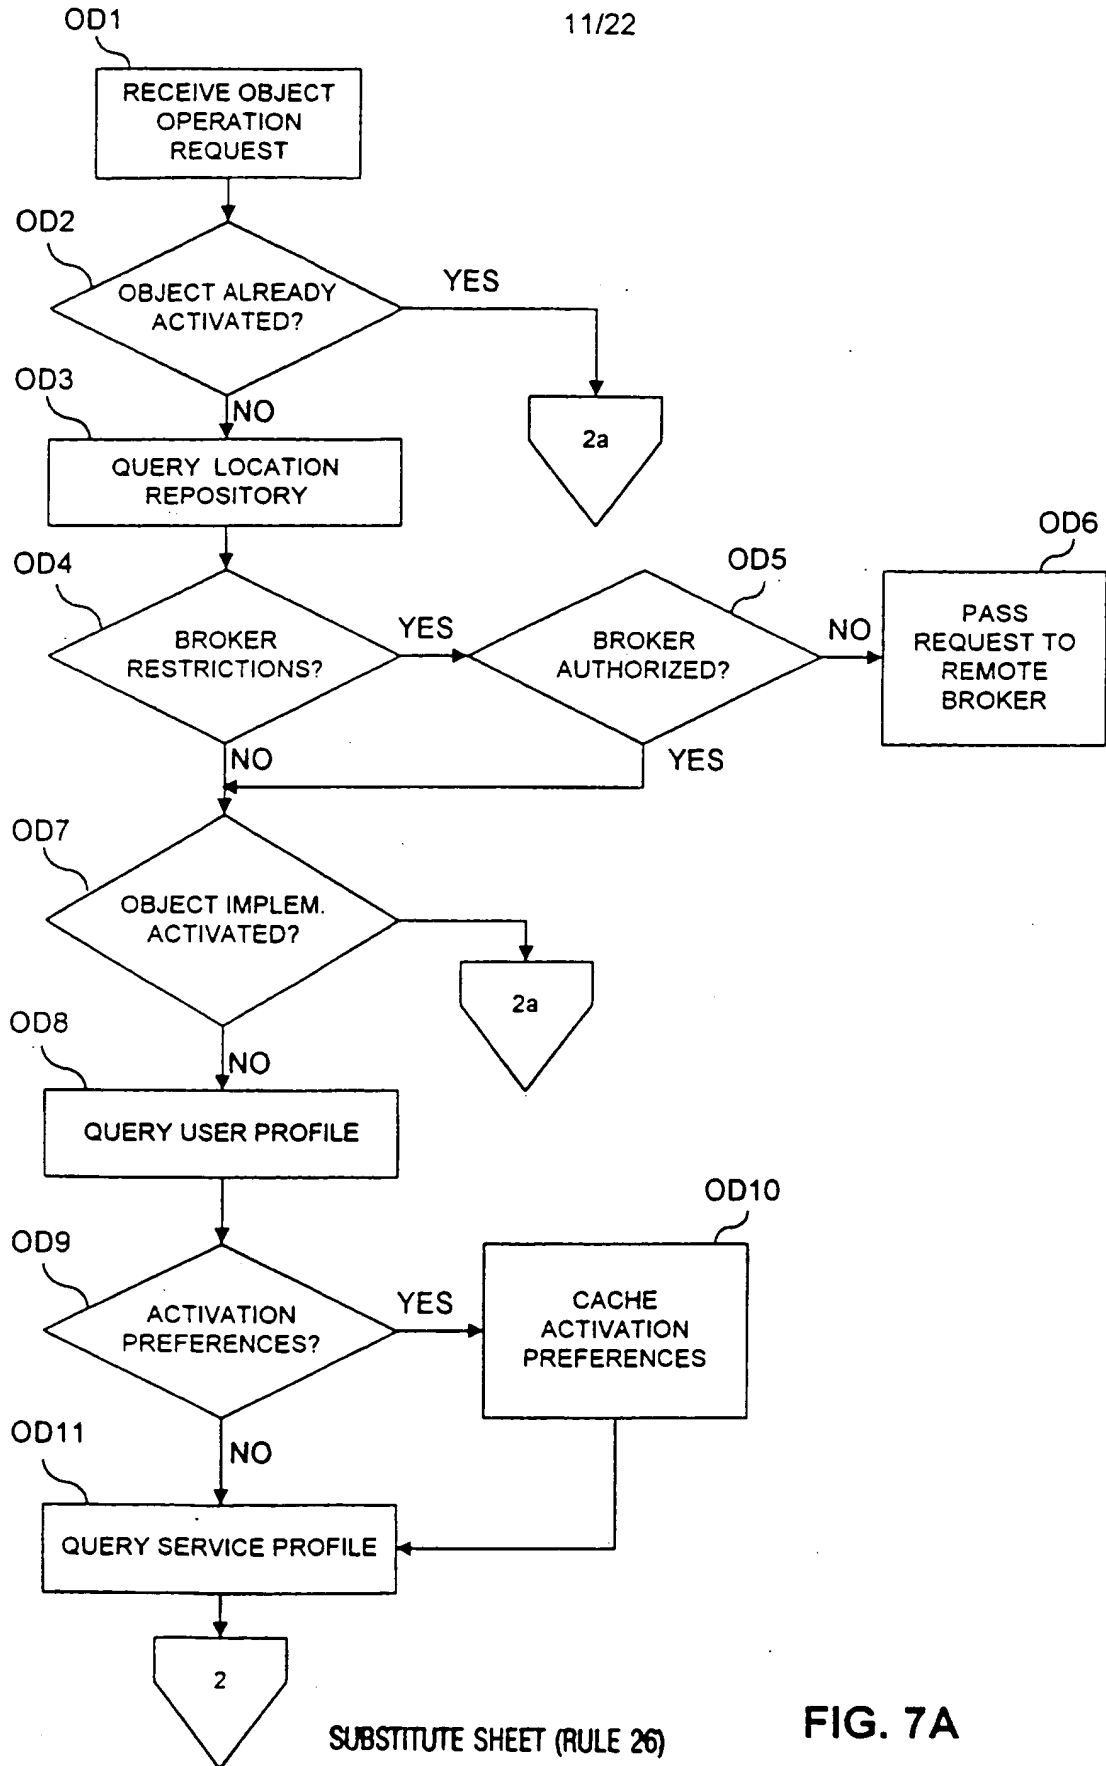 OD1
11/22
RECEIVE OBJECT
OPERATION
REQUEST
OD2
OBJECT ALREADY
ACTIVATED?
YES
2a
NO
OD3
QUERY LOCATION
REPOSITORY
OD4
BROKER
RESTRICTIONS?
YES
OD5
BROKER
AUTHORIZED?
NO
OD6
PASS
REQUEST TO
REMOTE
BROKER
NO
YES
OD7
OBJECT IMPLEM.
ACTIVATED?
2a
NO
OD8
QUERY USER PROFILE
OD9
ACTIVATION
PREFERENCES?
YES
OD10
CACHE
ACTIVATION
PREFERENCES
NO
OD11
QUERY SERVICE PROFILE
2
SUBSTITUTE SHEET (RULE 26)
FIG. 7A